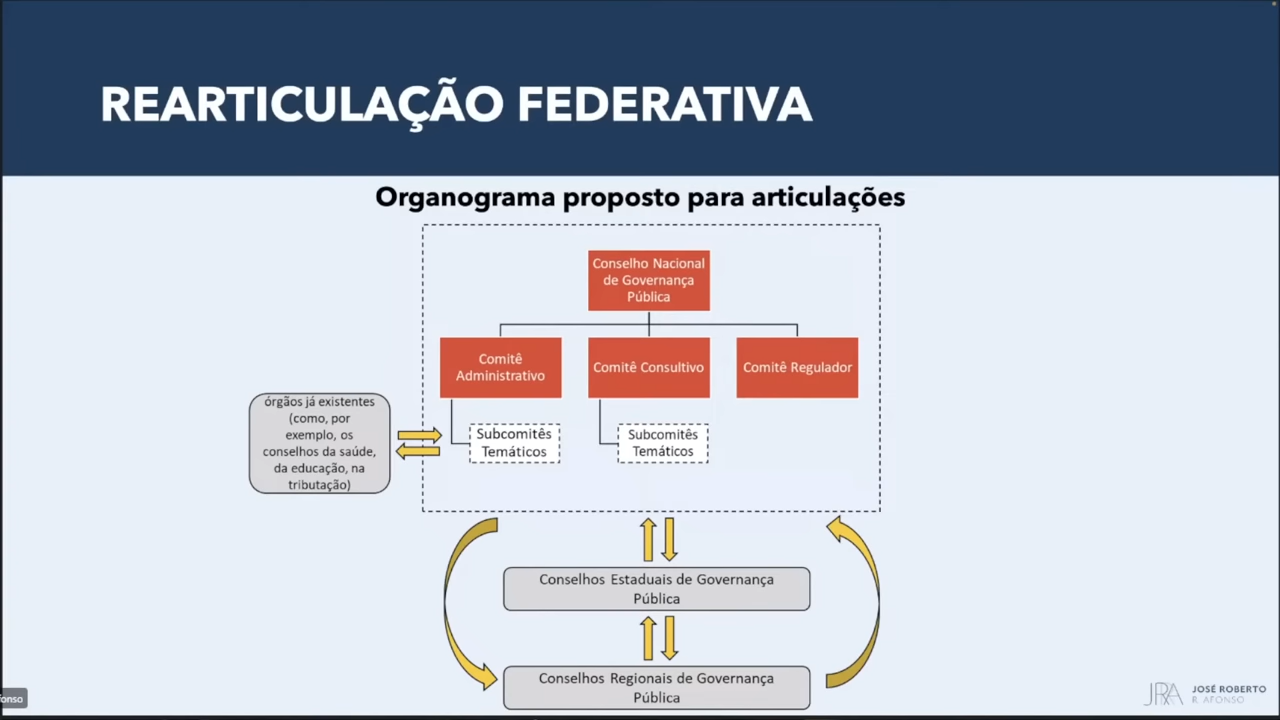 REARTICULAÇÃO FEDERATIVA
Organograma proposto para articulações
Conselho Nacional
de Governança
Pública
Comitê
Administrativo
Comitê Consultivo
Comitê Regulador
órgãos já existentes
(como, por
exemplo, os
conselhos da saúde,
da educação, na
tributação)
Subcomitês
Temáticos
Subcomitês
Temáticos
Conselhos Estaduais de Governança
Pública
Conselhos Regionais de Governança
Pública
fonso
JRA
JOSÉ ROBERTO
R. AFONSO